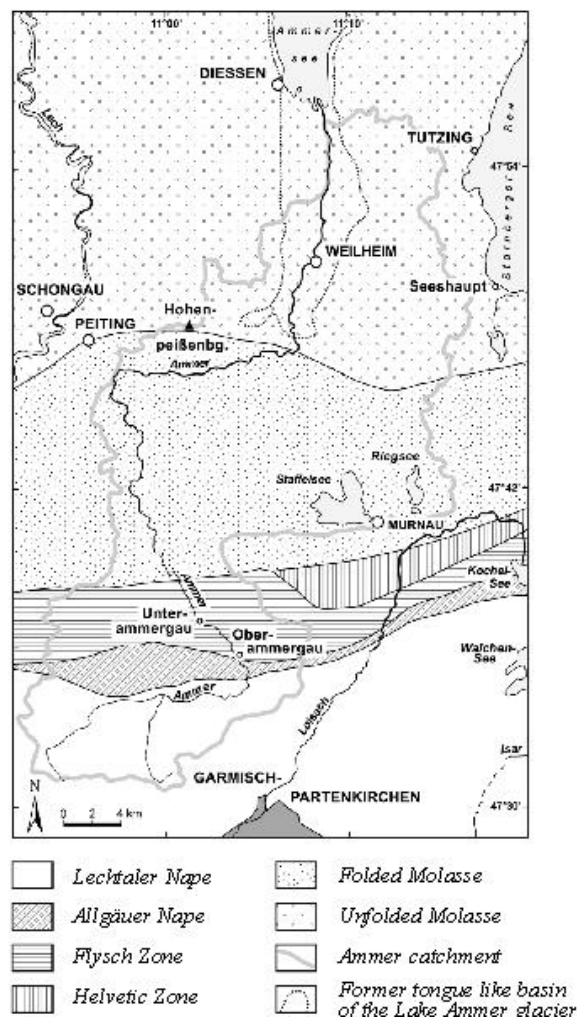 11°00'
11°10'
Ammer
see
DIESSEN
Lech
TUTZING
Starnberger See
47°54'
WEILHEIM
Seeshaupt
SCHONGAU
Hohen-
PEITING
peißenbg.
Ammer
Riegsee
Staffelsee
47°42'
MURNAU
Kochel-
See
Ammer
Unter-
ammergau
Ober-
ammergau
Walchen-
See
Ammer
Loisach
Isar
GARMISCH-
PARTENKIRCHEN
N
0 2 4 km
47°30'
Lechtaler Nape
Folded Molasse
Allgäuer Nape
Unfolded Molasse
Flysch Zone
Ammer catchment
Helvetic Zone
Former tongue like basin
of the Lake Ammer glacier